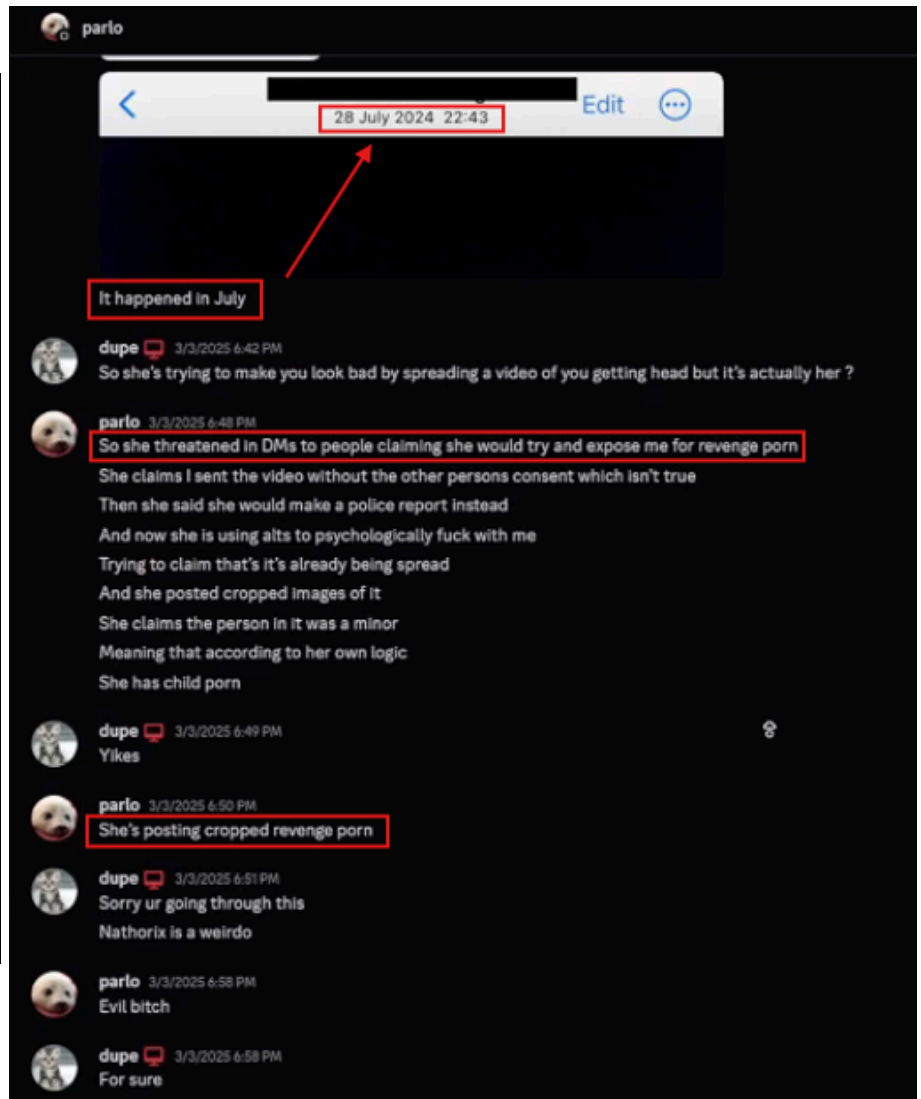 parlo
28 July 2024 22:43
Edit
It happened in July
dupe 3/3/2025 6:42 PM
So she's trying to make you look bad by spreading a video of you getting head but it's actually her ?
parlo 3/3/2025 6:48 PM
So she threatened in DMs to people claiming she would try and expose me for revenge porn
She claims I sent the video without the other persons consent which isn't true
Then she said she would make a police report instead
And now she is using alts to psychologically fuck with me
Trying to claim that's it's already being spread
And she posted cropped images of it
She claims the person in it was a minor
Meaning that according to her own logic
She has child porn
dupe 3/3/2025 6:49 PM
Yikes
parlo 3/3/2025 6:50 PM
She's posting cropped revenge porn
dupe 3/3/2025 6:51 PM
Sorry ur going through this
Nathorix is a weirdo
parlo 3/3/2025 6:58 PM
Evil bitch
dupe 3/3/2025 6:58 PM
For sure